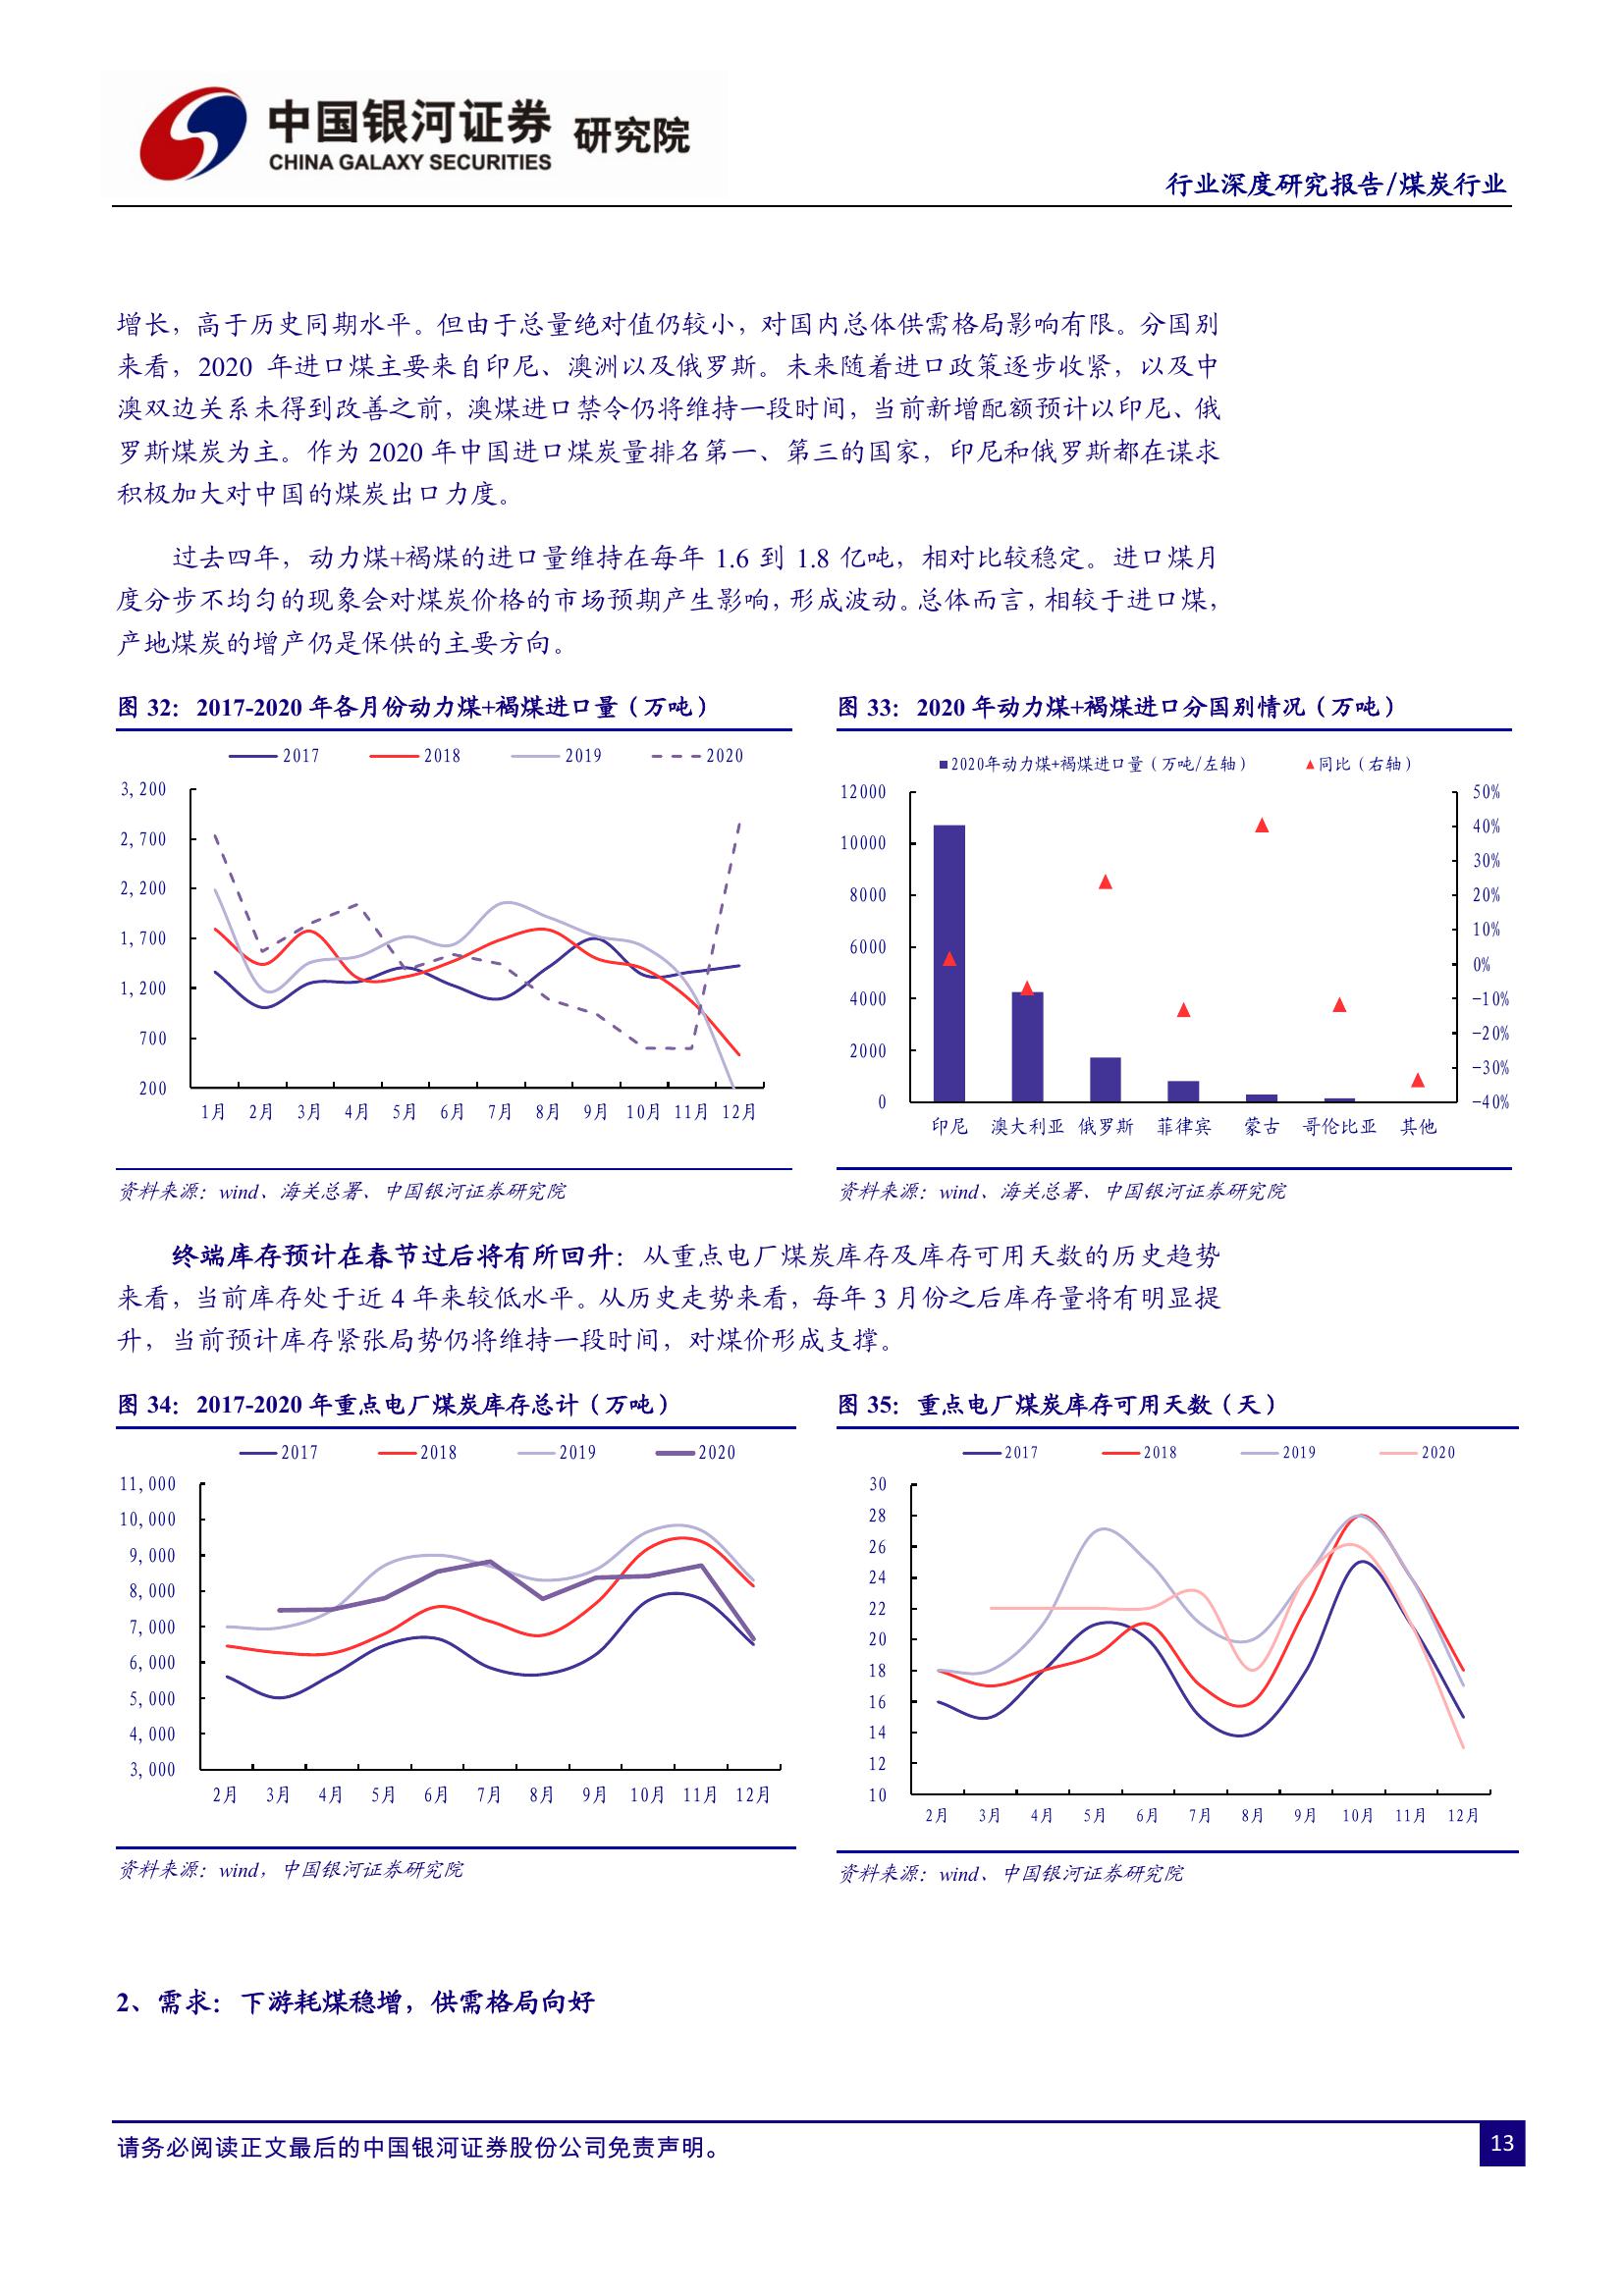 中国银河证券 研究院
CHINA GALAXY SECURITIES
行业深度研究报告/煤炭行业
增长，高于历史同期水平。但由于总量绝对值仍较小，对国内总体供需格局影响有限。分国别
来看，2020 年进口煤主要来自印尼、澳洲以及俄罗斯。未来随着进口政策逐步收紧，以及中
澳双边关系未得到改善之前，澳煤进口禁令仍将维持一段时间，当前新增配额预计以印尼、俄
罗斯煤炭为主。作为 2020 年中国进口煤炭量排名第一、第三的国家，印尼和俄罗斯都在谋求
积极加大对中国的煤炭出口力度。
过去四年，动力煤+褐煤的进口量维持在每年 1.6 到 1.8 亿吨，相对比较稳定。进口煤月
度分步不均匀的现象会对煤炭价格的市场预期产生影响，形成波动。总体而言，相较于进口煤，
产地煤炭的增产仍是保供的主要方向。
图 32：2017-2020 年各月份动力煤+褐煤进口量（万吨）
2017 2018 2019 2020
3,200
2,700
2,200
1,700
1,200
700
200
1月 2月 3月 4月 5月 6月 7月 8月 9月 10月 11月 12月
资料来源：wind、海关总署、中国银河证券研究院
图 33：2020 年动力煤+褐煤进口分国别情况（万吨）
2020年动力煤+褐煤进口量（万吨/左轴） 同比（右轴）
12000
10000
8000
6000
4000
2000
0
50%
40%
30%
20%
10%
0%
-10%
-20%
-30%
-40%
印尼 澳大利亚 俄罗斯 菲律宾 蒙古 哥伦比亚 其他
资料来源：wind、海关总署、中国银河证券研究院
终端库存预计在春节过后将有所回升：从重点电厂煤炭库存及库存可用天数的历史趋势
来看，当前库存处于近 4 年来较低水平。从历史走势来看，每年 3 月份之后库存量将有明显提
升，当前预计库存紧张局势仍将维持一段时间，对煤价形成支撑。
图 34：2017-2020 年重点电厂煤炭库存总计（万吨）
2017 2018 2019 2020
11,000
10,000
9,000
8,000
7,000
6,000
5,000
4,000
3,000
2月 3月 4月 5月 6月 7月 8月 9月 10月 11月 12月
资料来源：wind，中国银河证券研究院
图 35：重点电厂煤炭库存可用天数（天）
2017 2018 2019 2020
30
28
26
24
22
20
18
16
14
12
10
2月 3月 4月 5月 6月 7月 8月 9月 10月 11月 12月
资料来源：wind、中国银河证券研究院
2、需求：下游耗煤稳增，供需格局向好
请务必阅读正文最后的中国银河证券股份公司免责声明。
13